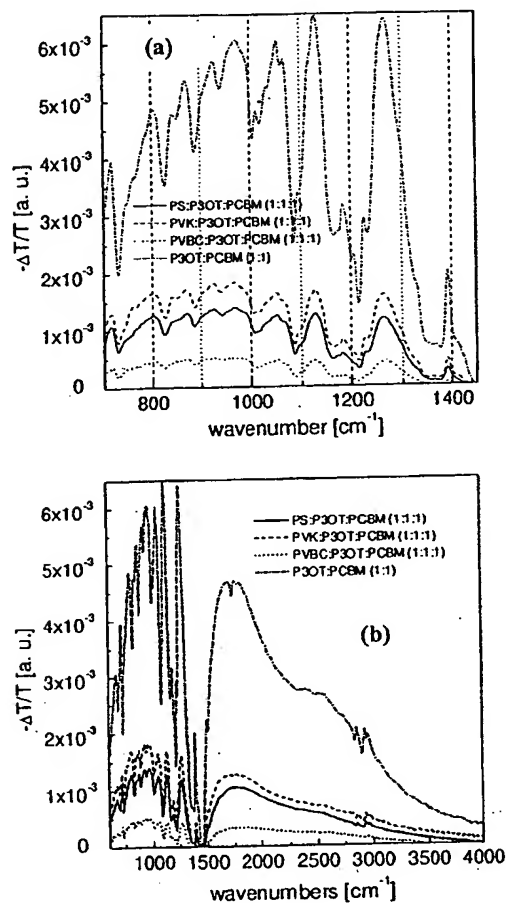 (a)
6x10⁻³
5x10⁻³
4x10⁻³
3x10⁻³
2x10⁻³
1x10⁻³
0
-ΔT/T [a. u.]
PS:P3OT:PCBM (1:1:1)
PVK:P3OT:PCBM (1:1:1)
PVBC:P3OT:PCBM (1:1:1)
P3OT:PCBM (1:1)
800 1000 1200 1400
wavenumber [cm⁻¹]
6x10⁻³
5x10⁻³
4x10⁻³
3x10⁻³
2x10⁻³
1x10⁻³
0
-ΔT/T [a. u.]
PS:P3OT:PCBM (1:1:1)
PVK:P3OT:PCBM (1:1:1)
PVBC:P3OT:PCBM (1:1:1)
P3OT:PCBM (1:1)
(b)
1000 1500 2000 2500 3000 3500 4000
wavenumbers [cm⁻¹]